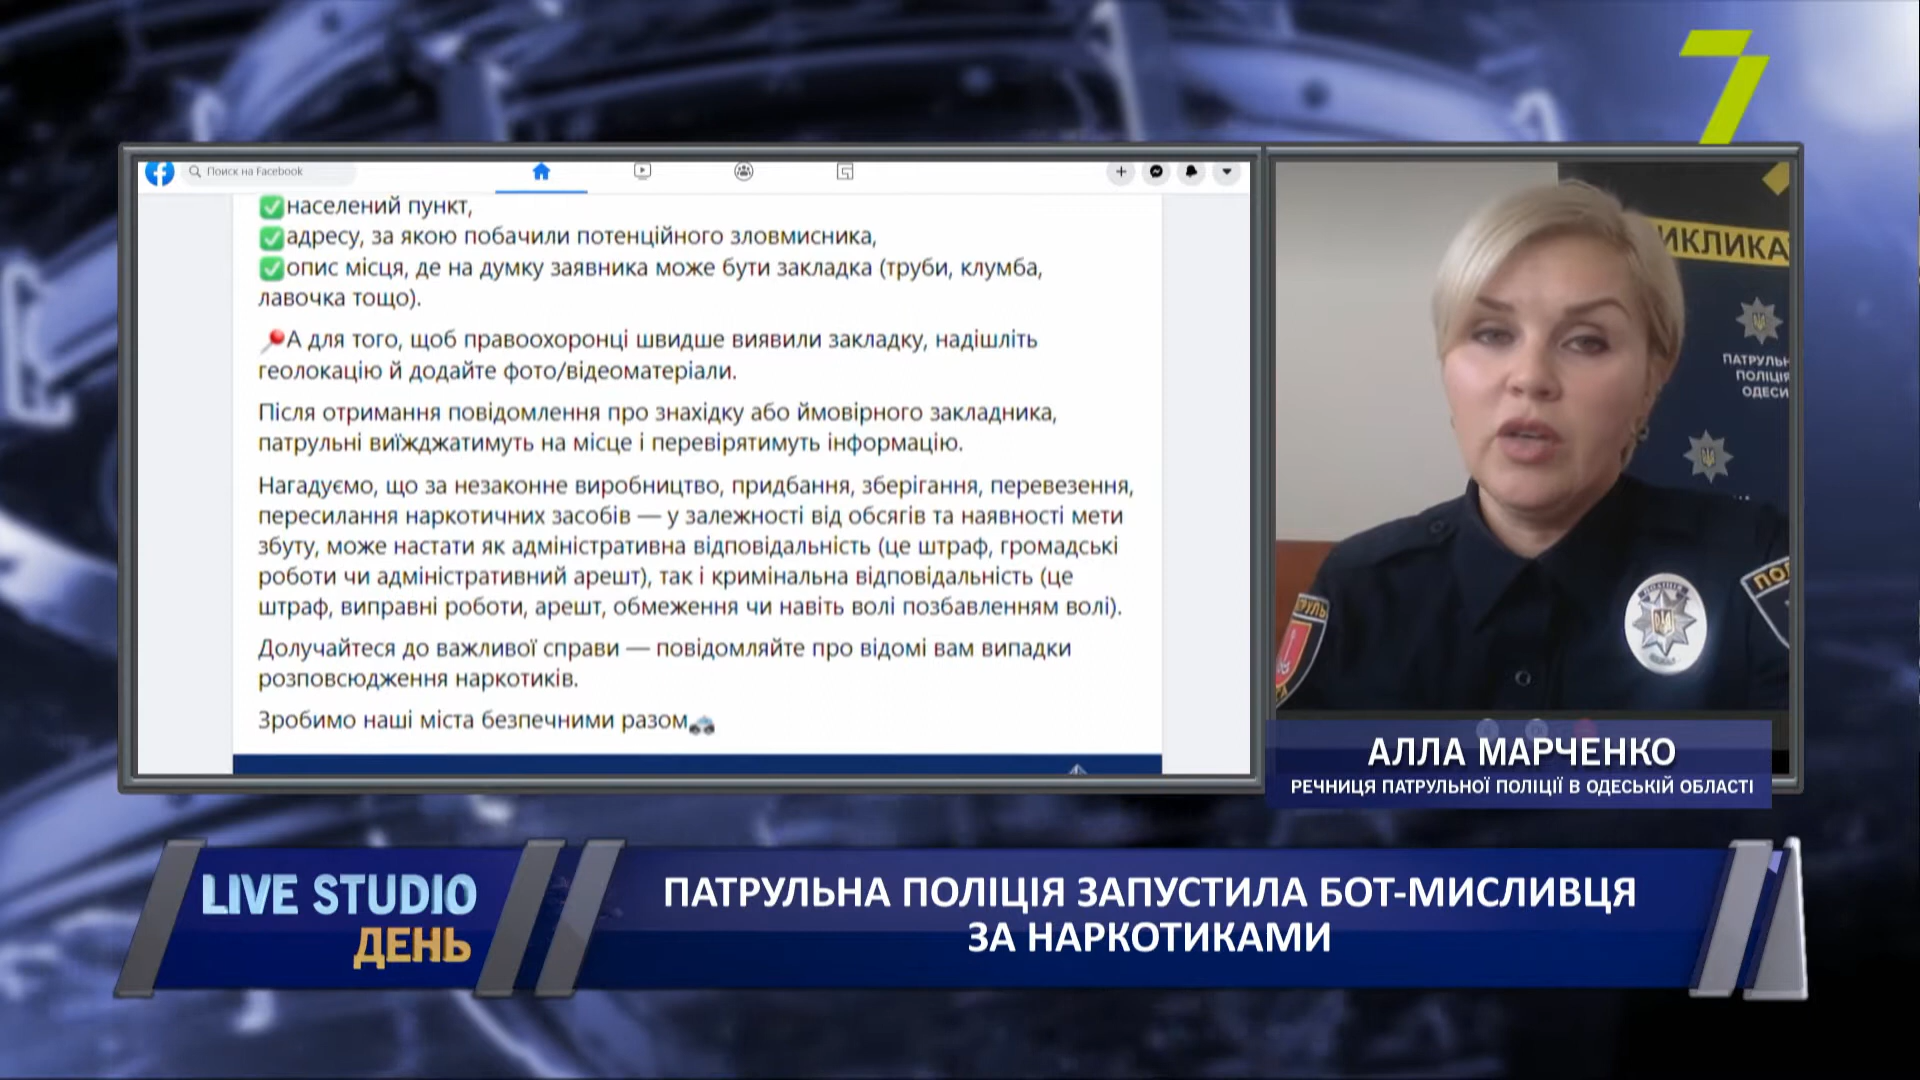 7
Поиск на Facebook
населений пункт,
адресу, за якою побачили потенційного зловмисника,
опис місця, де на думку заявника може бути закладка (труби, клумба,
лавочка тощо).
А для того, щоб правоохоронці швидше виявили закладку, надішліть
геолокацію й додайте фото/відеоматеріали.
Після отримання повідомлення про знахідку або ймовірного закладника,
патрульні виїжджатимуть на місце і перевірятимуть інформацію.
Нагадуємо, що за незаконне виробництво, придбання, зберігання, перевезення,
пересилання наркотичних засобів — у залежності від обсягів та наявності мети
збуту, може настати як адміністративна відповідальність (це штраф, громадські
роботи чи адміністративний арешт), так і кримінальна відповідальність (це
штраф, виправні роботи, арешт, обмеження чи навіть волі позбавленням волі).
Долучайтеся до важливої справи — повідомляйте про відомі вам випадки
розповсюдження наркотиків.
Зробимо наші міста безпечними разом
ИКЛИКА
ПАТРУЛЬН
ПОЛІЦІЯ
ОДЕСИ
ПОЛ
АЛЛА МАРЧЕНКО
РЕЧНИЦЯ ПАТРУЛЬНОЇ ПОЛІЦІЇ В ОДЕСЬКІЙ ОБЛАСТІ
LIVE STUDIO
ДЕНЬ
ПАТРУЛЬНА ПОЛІЦІЯ ЗАПУСТИЛА БОТ-МИСЛИВЦЯ
ЗА НАРКОТИКАМИ